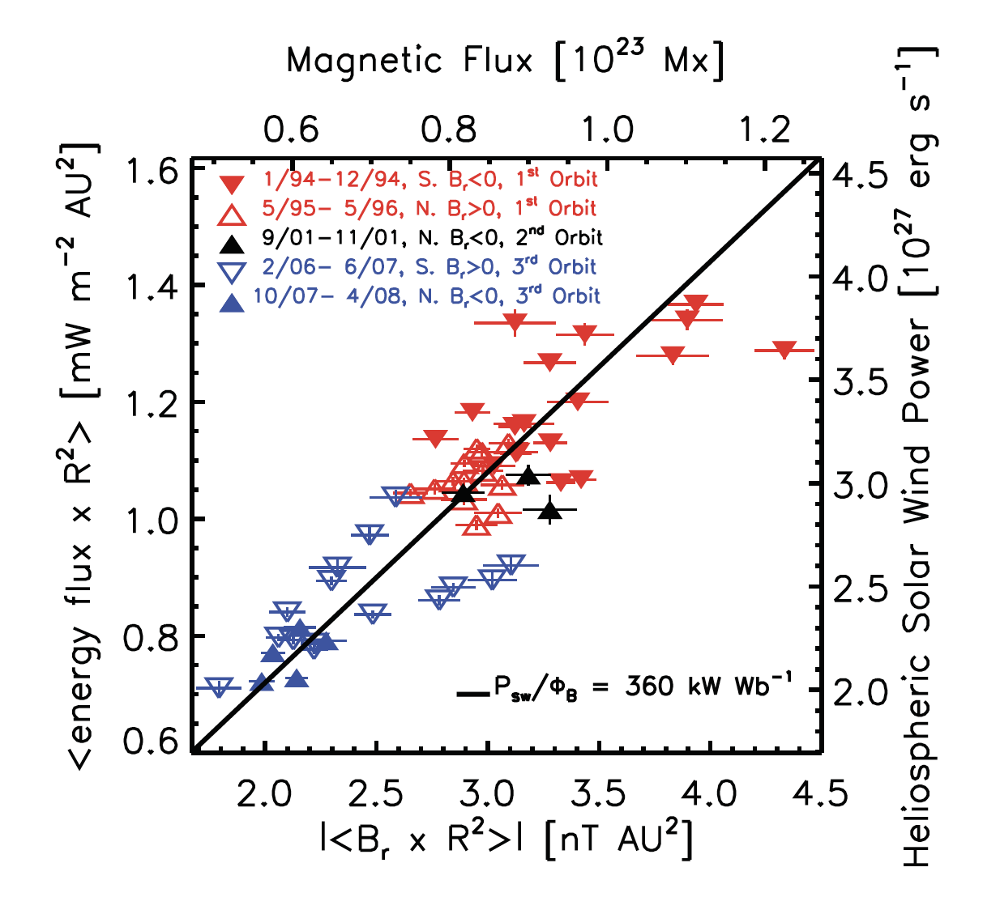 Magnetic Flux [10²³ Mx]
0.6 0.8 1.0 1.2
<energy flux x R²> [mW m⁻² AU²]
1.6
1.4
1.2
1.0
0.8
0.6
1/94−12/94, S. Bᵣ<0, 1ˢᵗ Orbit
5/95− 5/96, N. Bᵣ>0, 1ˢᵗ Orbit
9/01−11/01, N. Bᵣ<0, 2ⁿᵈ Orbit
2/06− 6/07, S. Bᵣ>0, 3ʳᵈ Orbit
10/07− 4/08, N. Bᵣ<0, 3ʳᵈ Orbit
P_sw/Φ_B = 360 kW Wb⁻¹
4.5
4.0
3.5
3.0
2.5
2.0
Heliospheric Solar Wind Power [10²⁷ erg s⁻¹]
2.0 2.5 3.0 3.5 4.0 4.5
|<Bᵣ x R²>| [nT AU²]